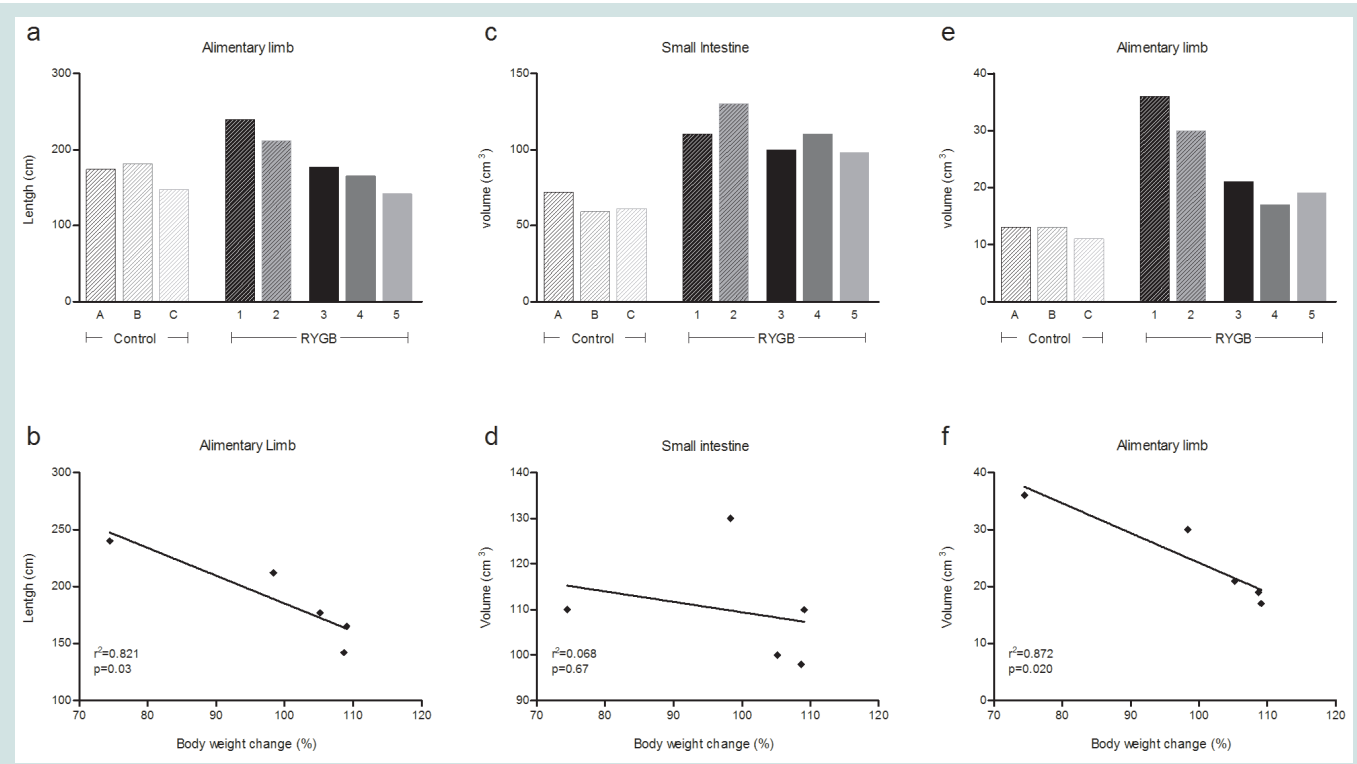 a
Alimentary limb
Lentgh (cm)
300
200
100
0
A B C 1 2 3 4 5
Control RYGB
c
Small Intestine
volume (cm³)
150
100
50
0
A B C 1 2 3 4 5
Control RYGB
e
Alimentary limb
volume (cm³)
40
30
20
10
0
A B C 1 2 3 4 5
Control RYGB
b
Alimentary Limb
Lentgh (cm)
300
250
200
150
100
r²=0.821
p=0.03
70 80 90 100 110 120
Body weight change (%)
d
Small intestine
Volume (cm³)
140
130
120
110
100
90
r²=0.068
p=0.67
70 80 90 100 110 120
Body weight change (%)
f
Alimentary limb
Volume (cm³)
40
30
20
10
0
r²=0.872
p=0.020
70 80 90 100 110 120
Body weight change (%)